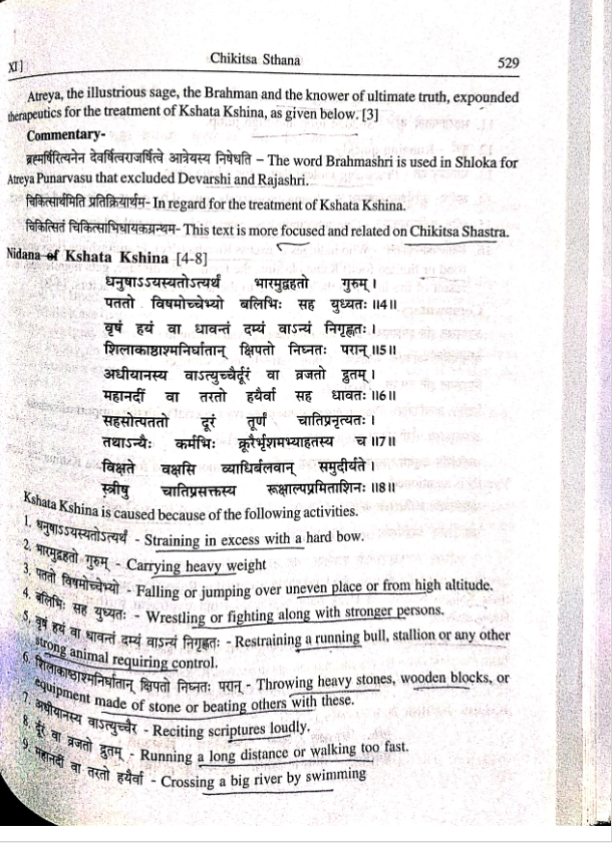 XI]
Chikitsa Sthana
529
Atreya, the illustrious sage, the Brahman and the knower of ultimate truth, expounded
therapeutics for the treatment of Kshata Kshina, as given below. [3]
Commentary-
ब्रह्मर्षिरित्यनेन देवर्षित्वराजर्षित्वे आत्रेयस्य निषेधति – The word Brahmashri is used in Shloka for
Atreya Punarvasu that excluded Devarshi and Rajashri.
चिकित्सार्थमिति प्रतिक्रियार्थम- In regard for the treatment of Kshata Kshina.
चिकित्सितं चिकित्साभिधायकग्रन्थम- This text is more focused and related on Chikitsa Shastra.
Nidana of Kshata Kshina [4-8]
धनुषाऽऽयस्यतोऽत्यर्थं भारमुद्वहतो गुरुम् ।
पततो विषमोच्चेभ्यो बलिभिः सह युध्यतः ॥4॥
वृषं हयं वा धावन्तं दम्यं वाऽन्यं निगृह्णतः ।
शिलाकाष्ठाश्मनिर्घातान् क्षिपतो निघ्नतः परान् ॥5॥
अधीयानस्य वाऽत्युच्चैर्दूरं वा व्रजतो द्रुतम् ।
महानदीं वा तरतो हयैर्वा सह धावतः ॥6॥
सहसोत्पततो दूरं तूर्णं चातिप्रनृत्यतः ।
तथाऽन्यैः कर्मभिः क्रूरैर्भृशमभ्याहतस्य च ॥7॥
विक्षते वक्षसि व्याधिर्बलवान् समुदीर्यते ।
स्त्रीषु चातिप्रसक्तस्य रूक्षाल्पप्रमिताशिनः ॥8॥
Kshata Kshina is caused because of the following activities.
1. धनुषाऽऽयस्यतोऽत्यर्थं - Straining in excess with a hard bow.
2. भारमुद्वहतो गुरुम् - Carrying heavy weight
3. पततो विषमोच्चेभ्यो - Falling or jumping over uneven place or from high altitude.
4. बलिभिः सह युध्यतः - Wrestling or fighting along with stronger persons.
5. वृषं हयं वा धावन्तं दम्यं वाऽन्यं निगृह्णतः - Restraining a running bull, stallion or any other
strong animal requiring control.
6. शिलाकाष्ठाश्मनिर्घातान् क्षिपतो निघ्नतः परान् - Throwing heavy stones, wooden blocks, or
equipment made of stone or beating others with these.
7. अधीयानस्य वाऽत्युच्चैर - Reciting scriptures loudly.
8. दूरं वा व्रजतो द्रुतम् - Running a long distance or walking too fast.
9. महानदीं वा तरतो हयैर्वा - Crossing a big river by swimming